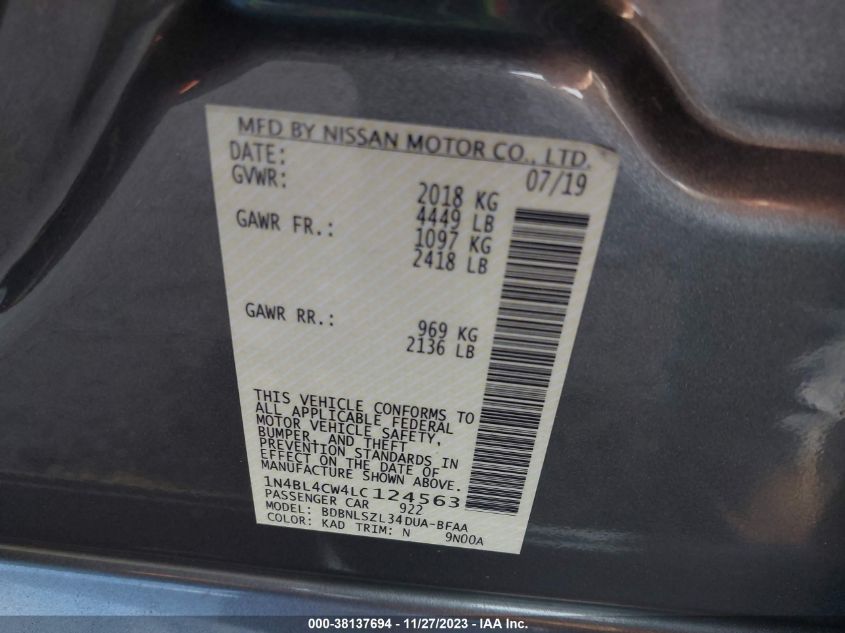 MFD BY NISSAN MOTOR CO., LTD.
DATE: 07/19
GVWR: 2018 KG
4449 LB
GAWR FR.: 1097 KG
2418 LB
GAWR RR.: 969 KG
2136 LB
THIS VEHICLE CONFORMS TO
ALL APPLICABLE FEDERAL
MOTOR VEHICLE SAFETY,
BUMPER, AND THEFT
PREVENTION STANDARDS IN
EFFECT ON THE DATE OF
MANUFACTURE SHOWN ABOVE.
1N4BL4CW4LC124563
PASSENGER CAR 922
MODEL: BDBNLSZL34DUA-BFAA
COLOR: KAD TRIM: N 9N00A
000-38137694 - 11/27/2023 - IAA Inc.